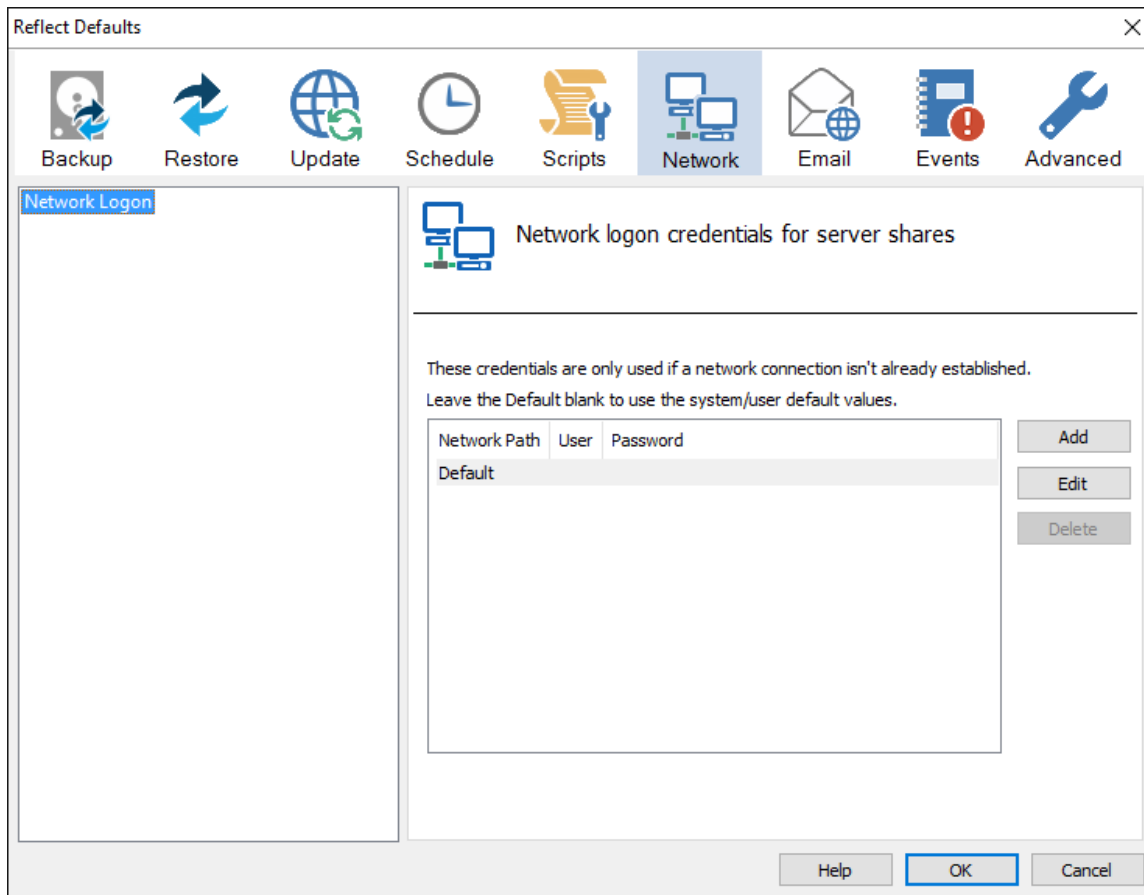 Reflect Defaults
Backup Restore Update Schedule Scripts Network Email Events Advanced
Network Logon
Network logon credentials for server shares
These credentials are only used if a network connection isn't already established.
Leave the Default blank to use the system/user default values.
Network Path User Password
Default
Add
Edit
Delete
Help OK Cancel